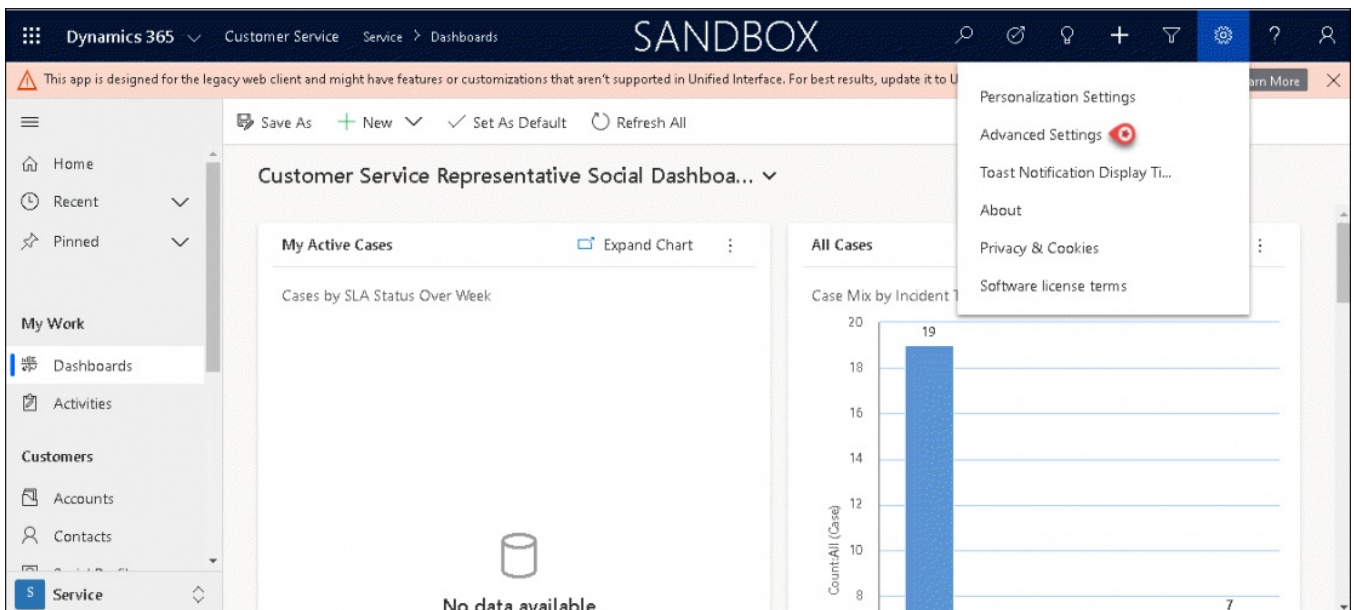 Dynamics 365 Customer Service Service > Dashboards SANDBOX
This app is designed for the legacy web client and might have features or customizations that aren't supported in Unified Interface. For best results, update it to U
arn More
Personalization Settings
Advanced Settings
Toast Notification Display Ti...
About
Privacy & Cookies
Software license terms
Save As New Set As Default Refresh All
Home
Recent
Pinned
My Work
Dashboards
Activities
Customers
Accounts
Contacts
S Service
Customer Service Representative Social Dashboa...
My Active Cases Expand Chart
Cases by SLA Status Over Week
No data available
All Cases
Case Mix by Incident T
20
19
18
16
14
12
10
8
7
Count:All (Case)